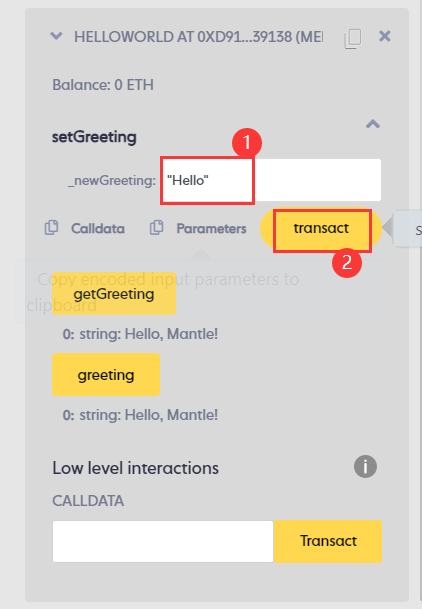 HELLOWORLD AT 0XD91...39138 (MEI
Balance: 0 ETH
setGreeting
1
_newGreeting: "Hello"
Calldata Parameters transact s
2
Copy encoded input parameters to
clipboard
getGreeting
0: string: Hello, Mantle!
greeting
0: string: Hello, Mantle!
Low level interactions i
CALLDATA
Transact